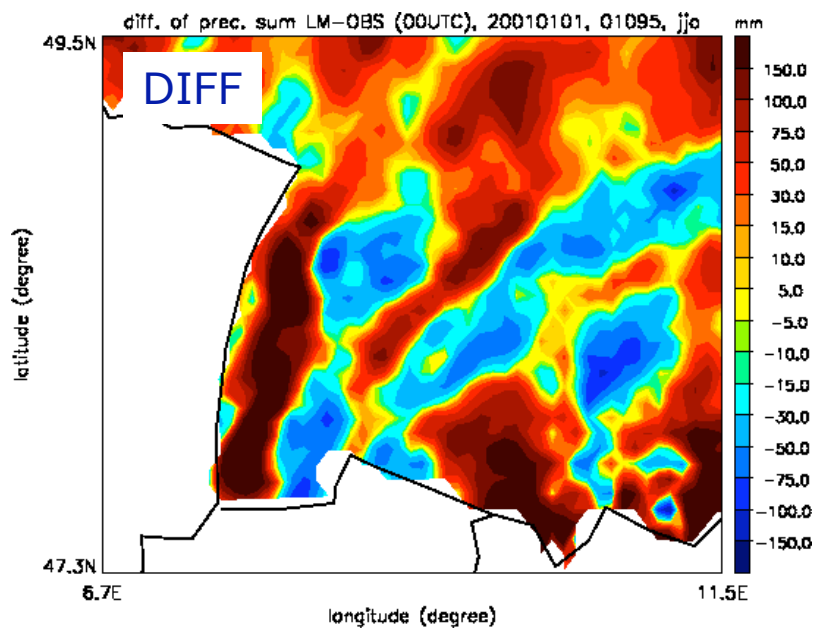 diff. of prec. sum LM-OBS (00UTC), 20010101, 01095, jja
mm
49.5N
DIFF
150.0
100.0
75.0
50.0
30.0
15.0
10.0
5.0
-5.0
-10.0
-15.0
-30.0
-50.0
-75.0
-100.0
-150.0
latitude (degree)
47.3N
6.7E
11.5E
longitude (degree)